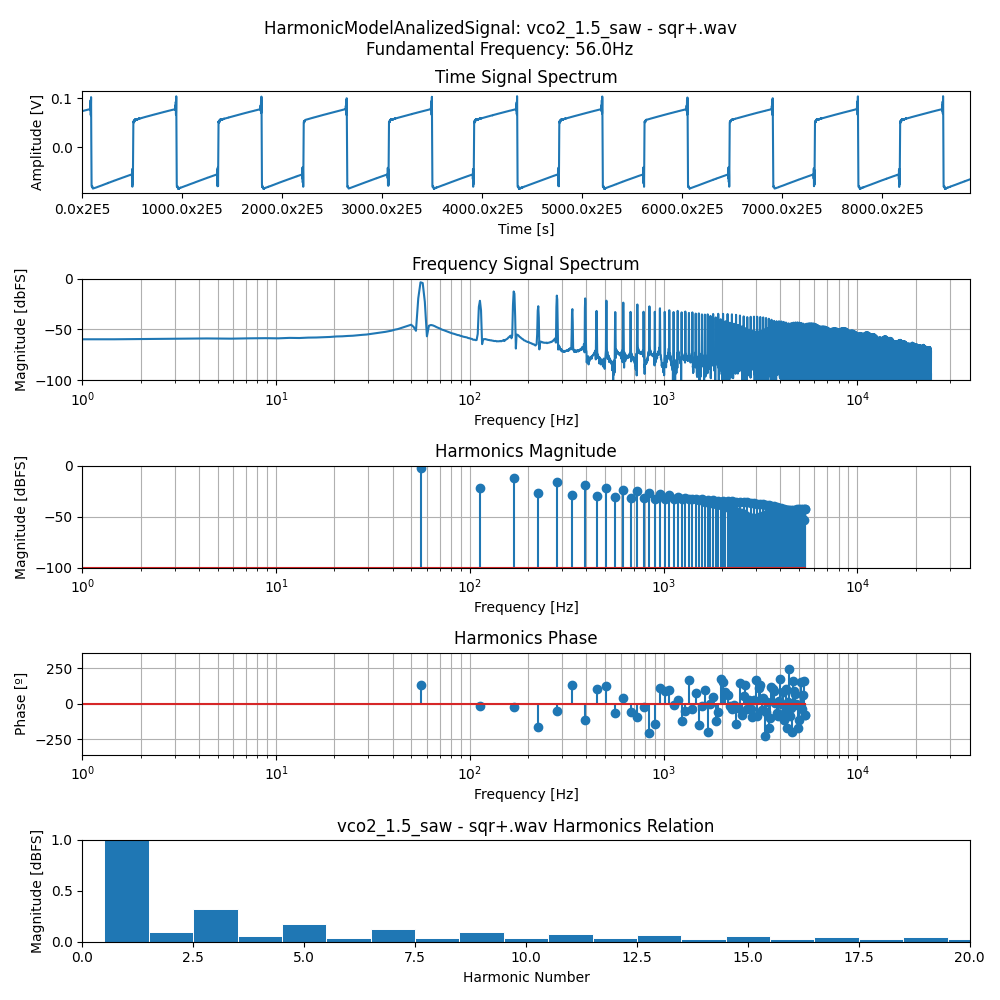 HarmonicModelAnalizedSignal: vco2_1.5_saw - sqr+.wav
Fundamental Frequency: 56.0Hz
Time Signal Spectrum
Amplitude [V]
0.1
0.0
0.0x2E5 1000.0x2E5 2000.0x2E5 3000.0x2E5 4000.0x2E5 5000.0x2E5 6000.0x2E5 7000.0x2E5 8000.0x2E5
Time [s]
Frequency Signal Spectrum
Magnitude [dbFS]
0
−50
−100
10⁰ 10¹ 10² 10³ 10⁴
Frequency [Hz]
Harmonics Magnitude
Magnitude [dBFS]
0
−50
−100
10⁰ 10¹ 10² 10³ 10⁴
Frequency [Hz]
Harmonics Phase
Phase [º]
250
0
−250
10⁰ 10¹ 10² 10³ 10⁴
Frequency [Hz]
vco2_1.5_saw - sqr+.wav Harmonics Relation
Magnitude [dBFS]
1.0
0.5
0.0
0.0 2.5 5.0 7.5 10.0 12.5 15.0 17.5 20.0
Harmonic Number